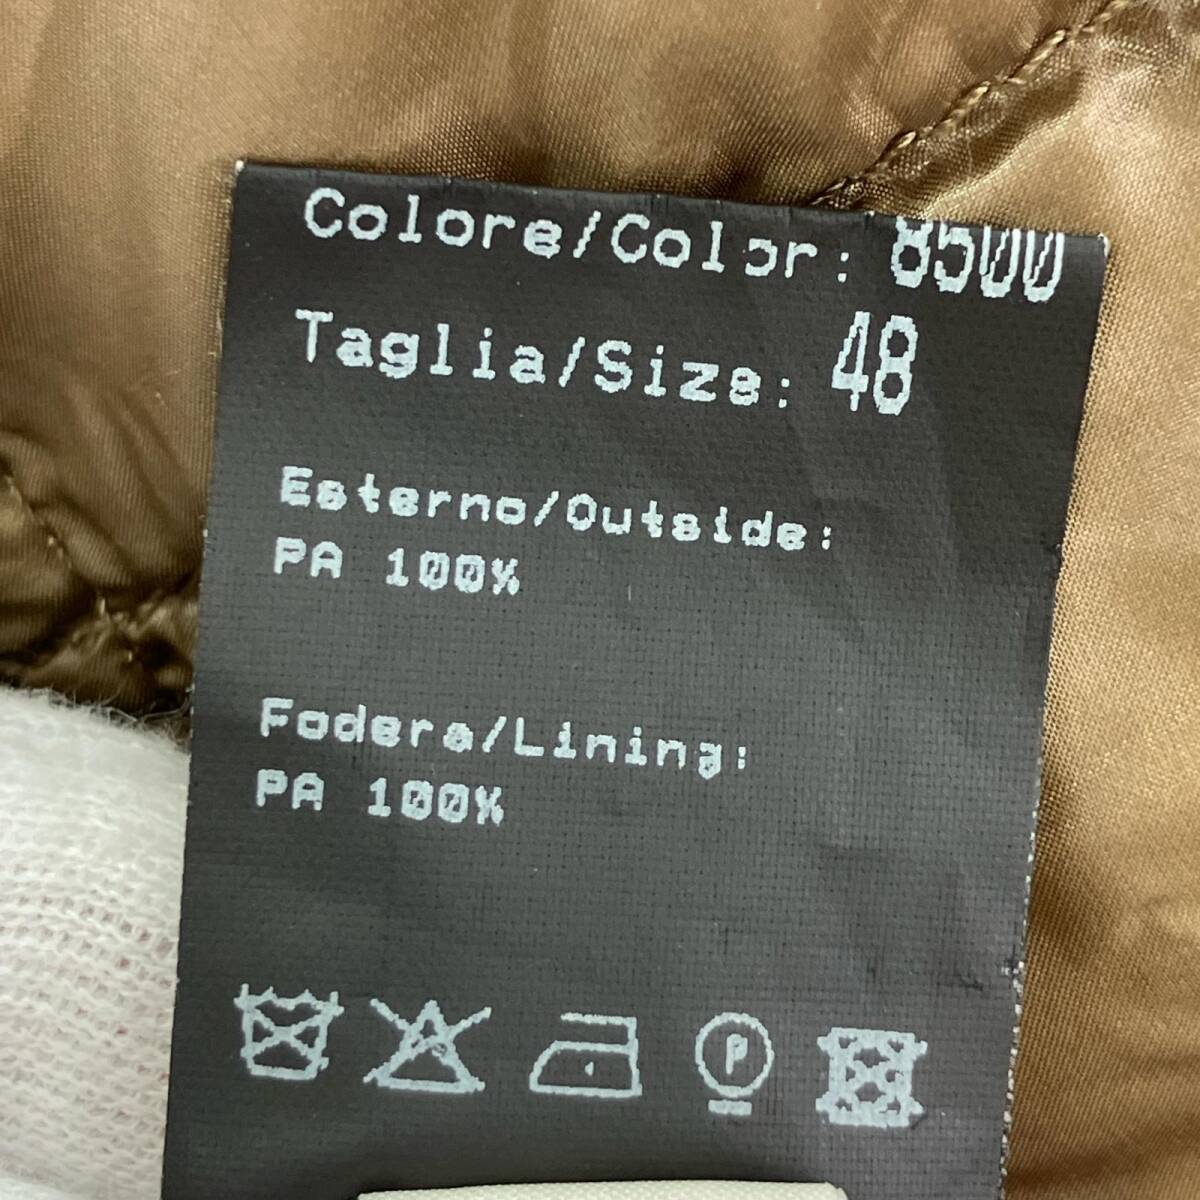 Colore/Color: 8500
Taglia/Size: 48
Esterno/Outside:
PA 100%
Fodera/Lining:
PA 100%
P